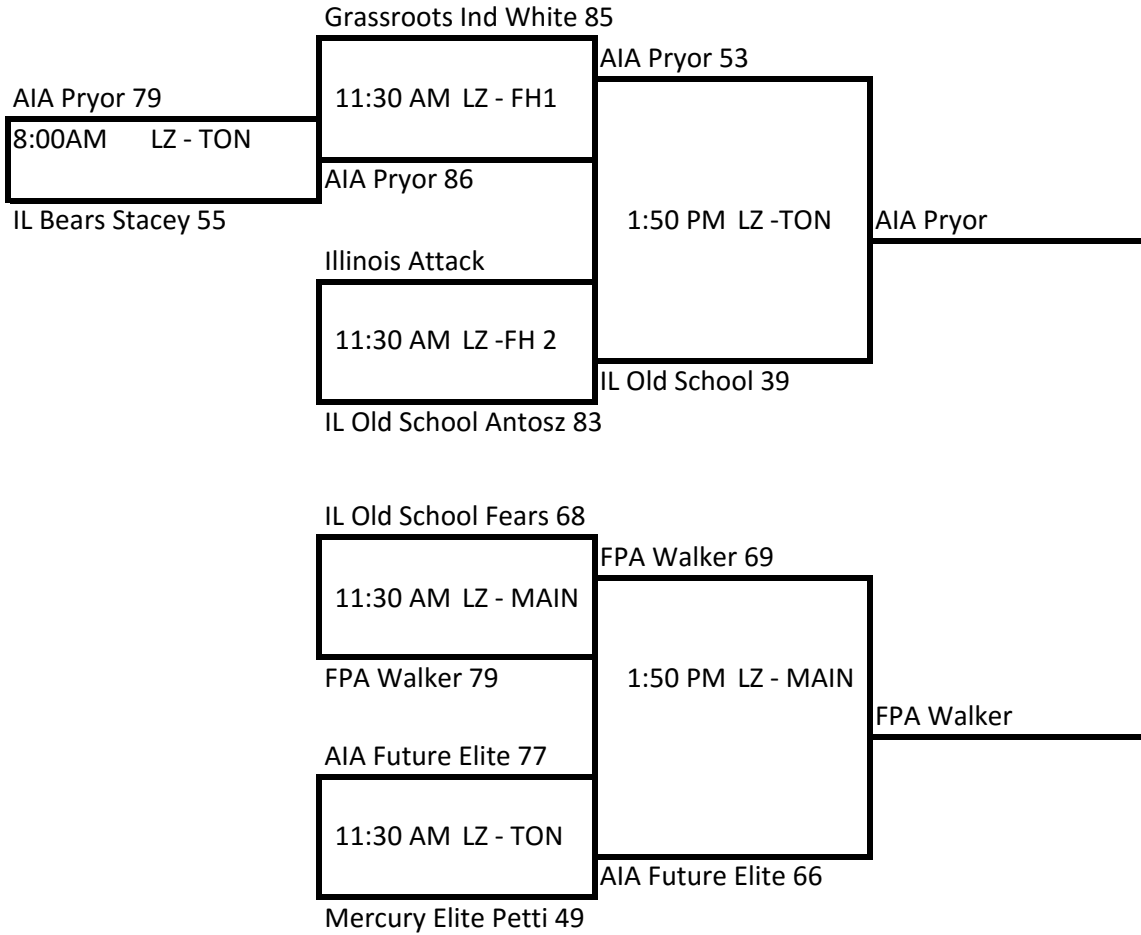 Grassroots Ind White 85
AIA Pryor 53
AIA Pryor 79
11:30 AM LZ - FH1
8:00AM LZ - TON
AIA Pryor 86
IL Bears Stacey 55
1:50 PM LZ -TON
AIA Pryor
Illinois Attack
11:30 AM LZ -FH 2
IL Old School 39
IL Old School Antosz 83
IL Old School Fears 68
FPA Walker 69
11:30 AM LZ - MAIN
FPA Walker 79
1:50 PM LZ - MAIN
FPA Walker
AIA Future Elite 77
11:30 AM LZ - TON
AIA Future Elite 66
Mercury Elite Petti 49